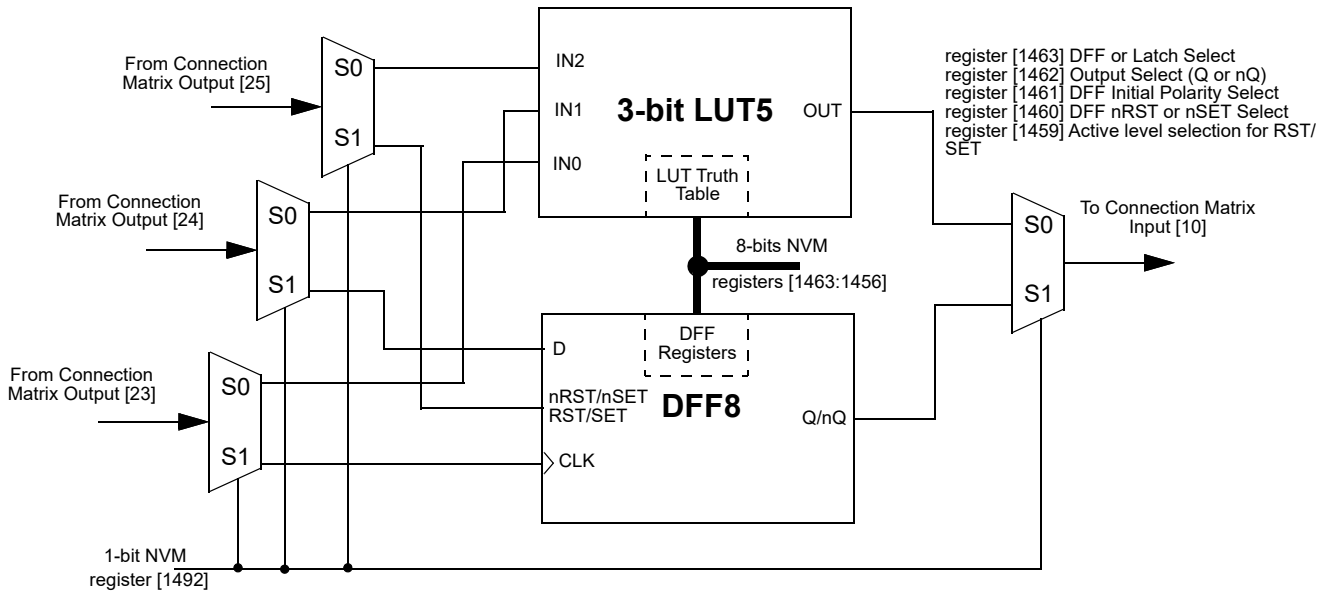 From Connection
Matrix Output [25]
S0
S1
From Connection
Matrix Output [24]
S0
S1
From Connection
Matrix Output [23]
S0
S1
1-bit NVM
register [1492]
IN2
IN1
IN0
3-bit LUT5
OUT
LUT Truth
Table
8-bits NVM
registers [1463:1456]
DFF
Registers
D
nRST/nSET
RST/SET
CLK
DFF8
Q/nQ
register [1463] DFF or Latch Select
register [1462] Output Select (Q or nQ)
register [1461] DFF Initial Polarity Select
register [1460] DFF nRST or nSET Select
register [1459] Active level selection for RST/
SET
S0
S1
To Connection Matrix
Input [10]